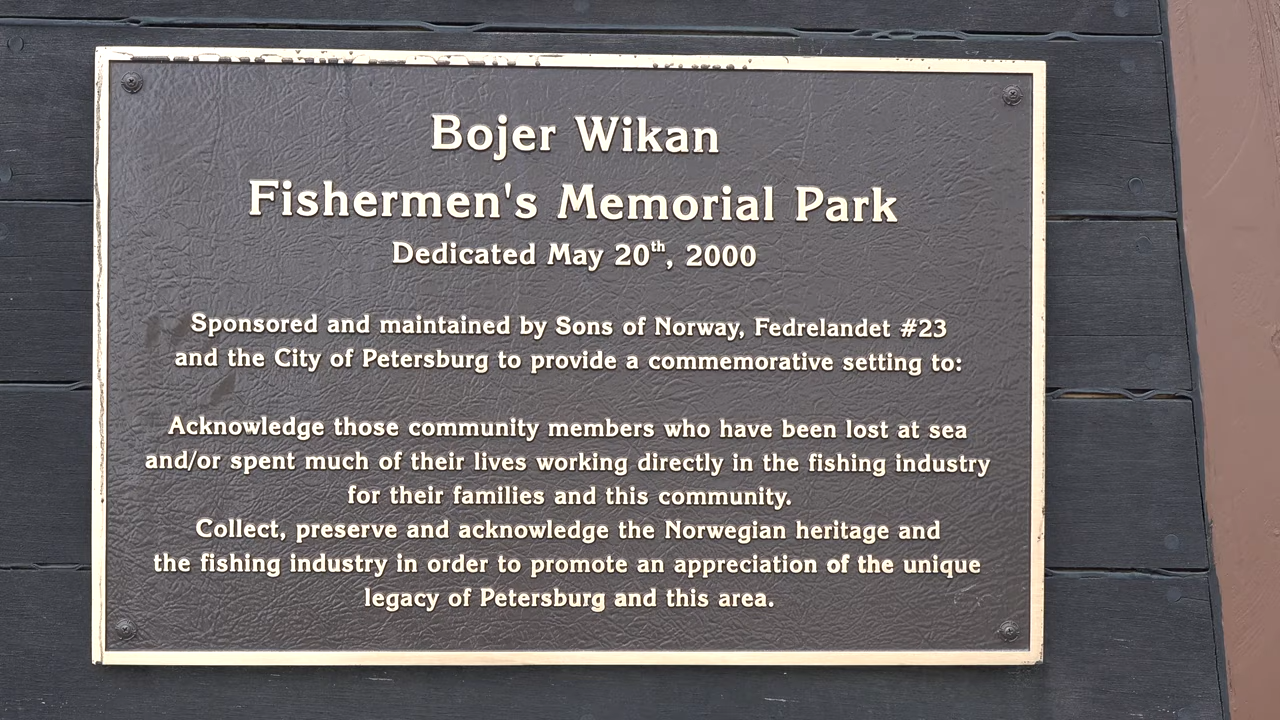 Bojer Wikan
Fishermen's Memorial Park
Dedicated May 20th, 2000
Sponsored and maintained by Sons of Norway, Fedrelandet #23
and the City of Petersburg to provide a commemorative setting to:
Acknowledge those community members who have been lost at sea
and/or spent much of their lives working directly in the fishing industry
for their families and this community.
Collect, preserve and acknowledge the Norwegian heritage and
the fishing industry in order to promote an appreciation of the unique
legacy of Petersburg and this area.